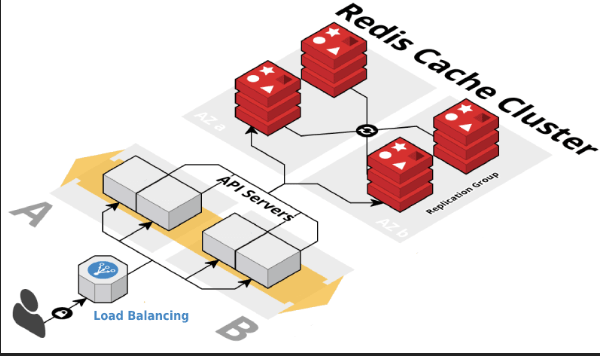 Redis Cache Cluster
AZ a
Replication Group
AZ b
API Servers
A
Load Balancing
B